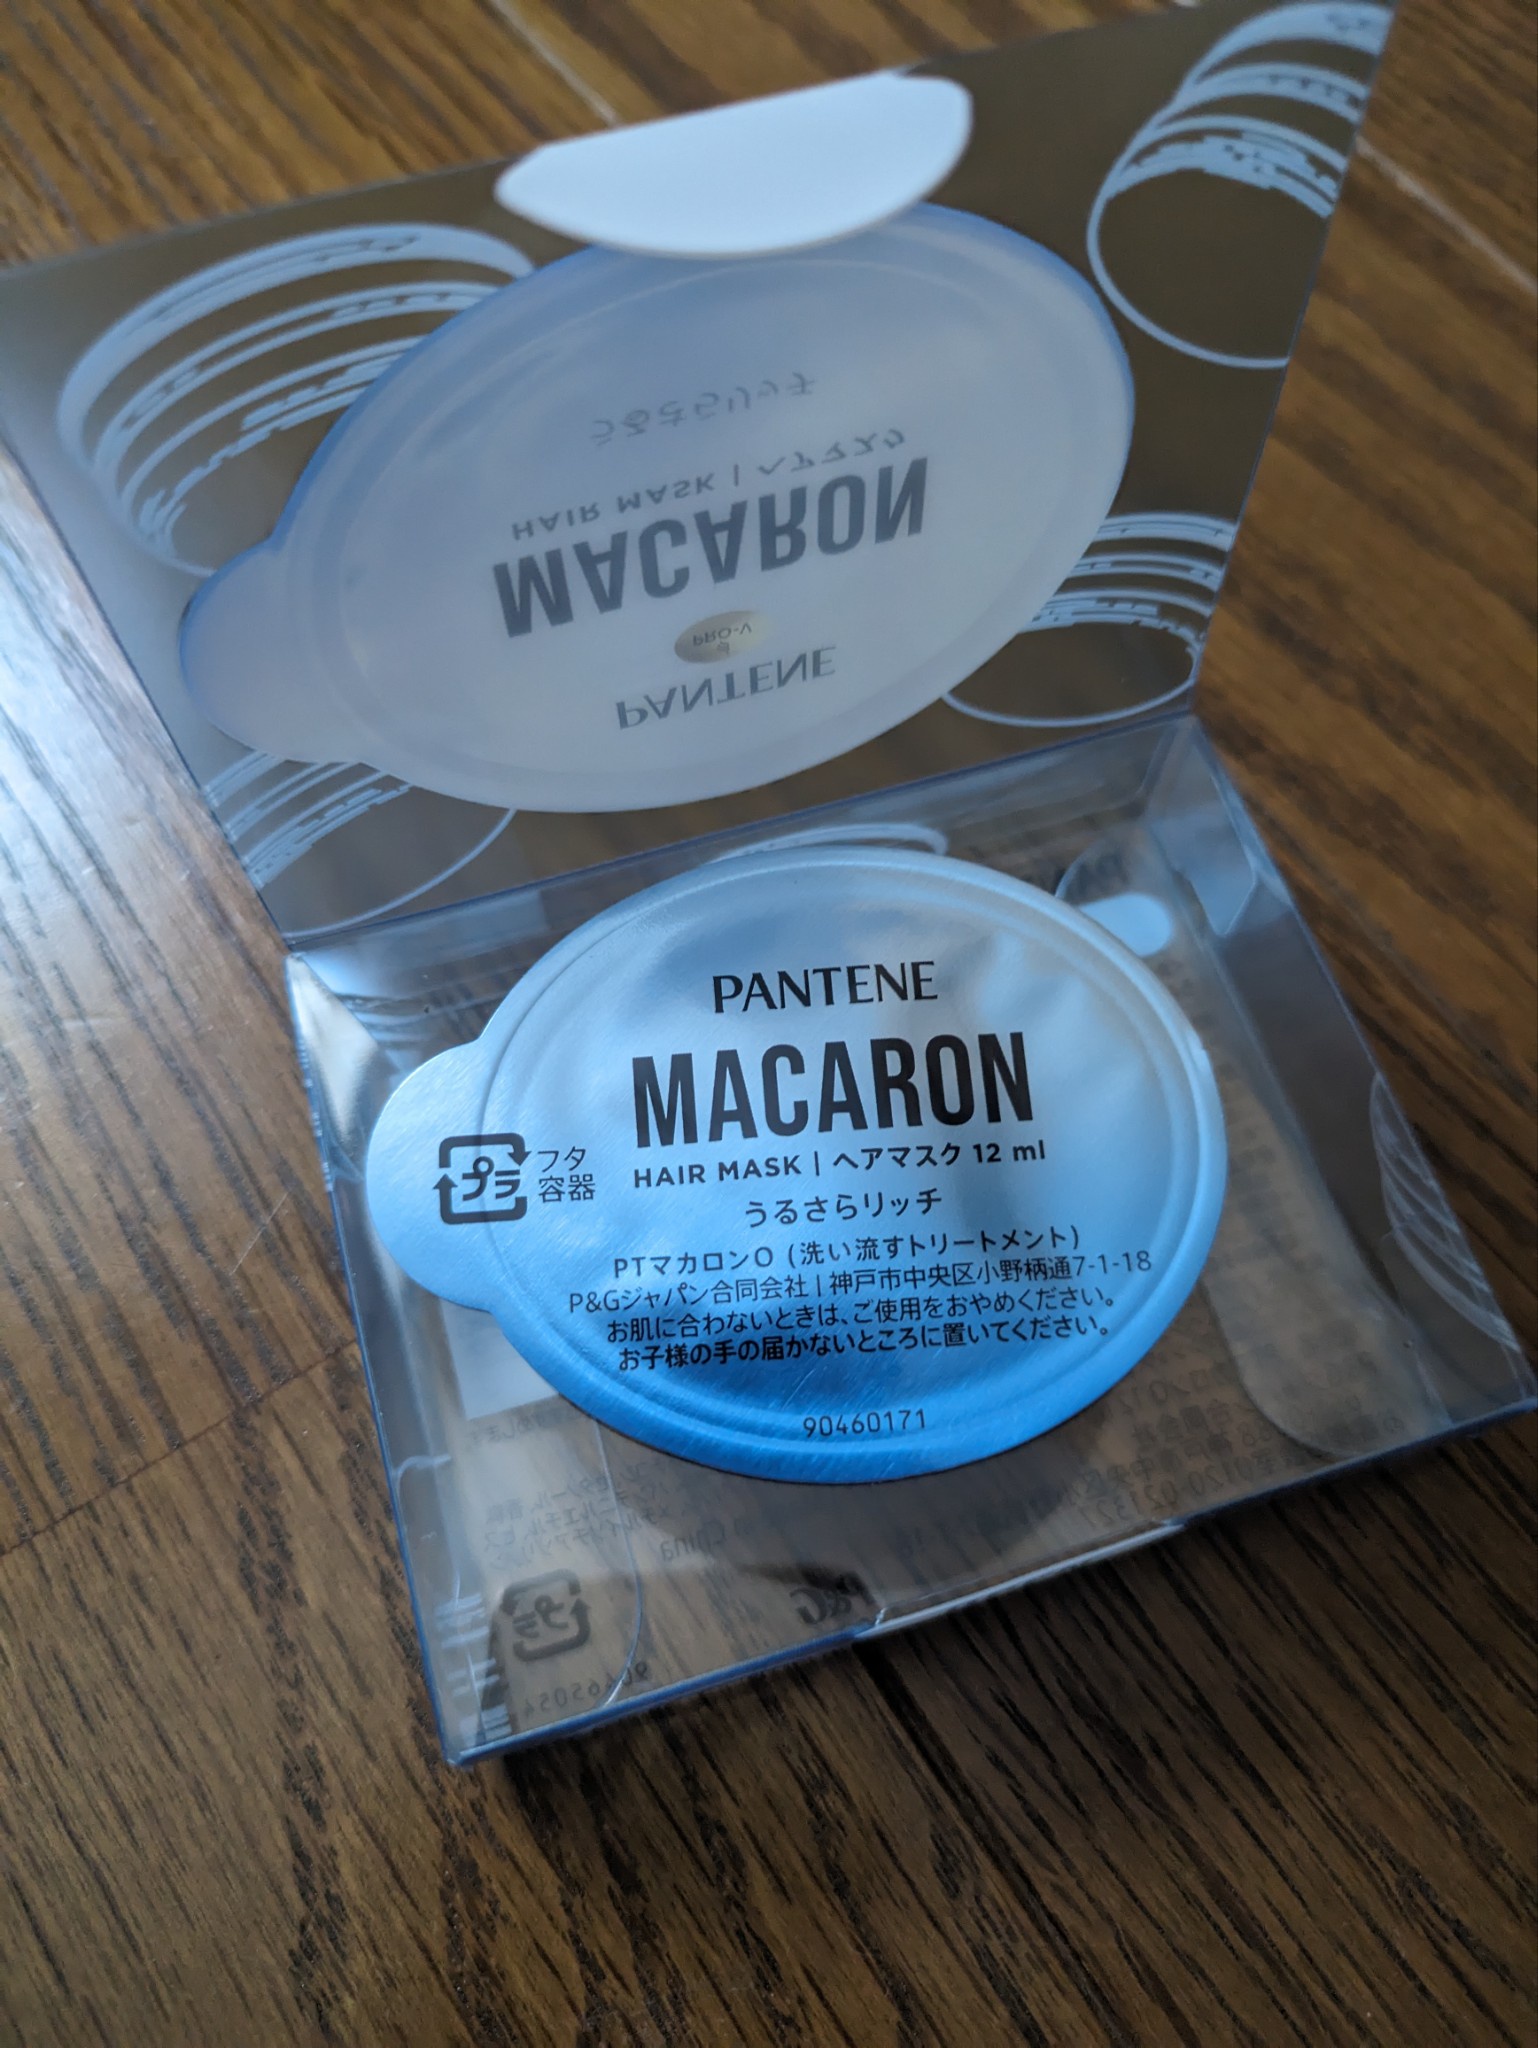 うるさらリッチ
HAIR MASK | ヘアマスク
MACARON
PRO-V
PANTENE
PANTENE
MACARON
HAIR MASK | ヘアマスク 12 ml
うるさらリッチ
プラ フタ
容器
PTマカロンO (洗い流すトリートメント)
P&Gジャパン合同会社 | 神戸市中央区小野柄通7-1-18
お肌に合わないときは、ご使用をおやめください。
お子様の手の届かないところに置いてください。
90460171
China
プラ
P&G